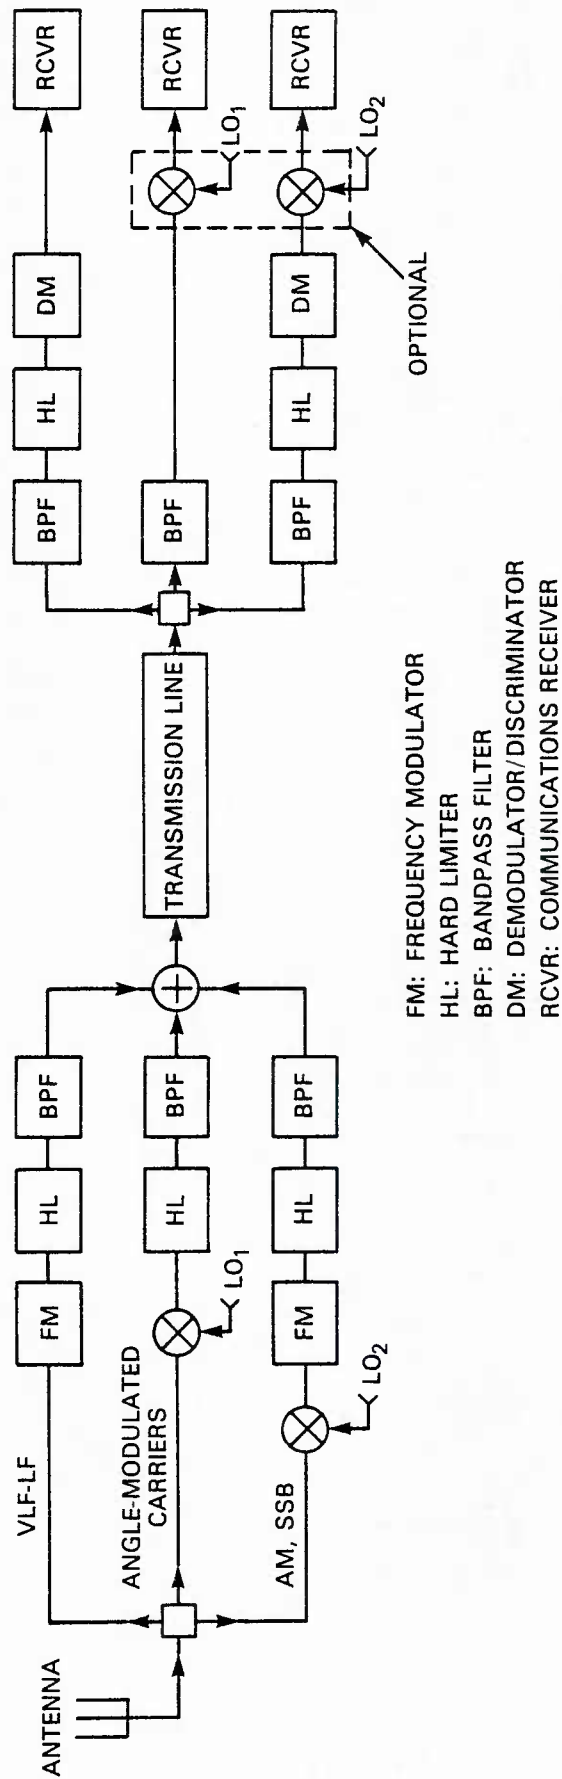 ANTENNA
VLF-LF
FM
HL
BPF
ANGLE-MODULATED
CARRIERS
LO1
HL
BPF
AM, SSB
LO2
FM
HL
BPF
TRANSMISSION LINE
BPF
HL
DM
RCVR
BPF
LO1
RCVR
BPF
HL
DM
LO2
RCVR
OPTIONAL
FM: FREQUENCY MODULATOR
HL: HARD LIMITER
BPF: BANDPASS FILTER
DM: DEMODULATOR/DISCRIMINATOR
RCVR: COMMUNICATIONS RECEIVER